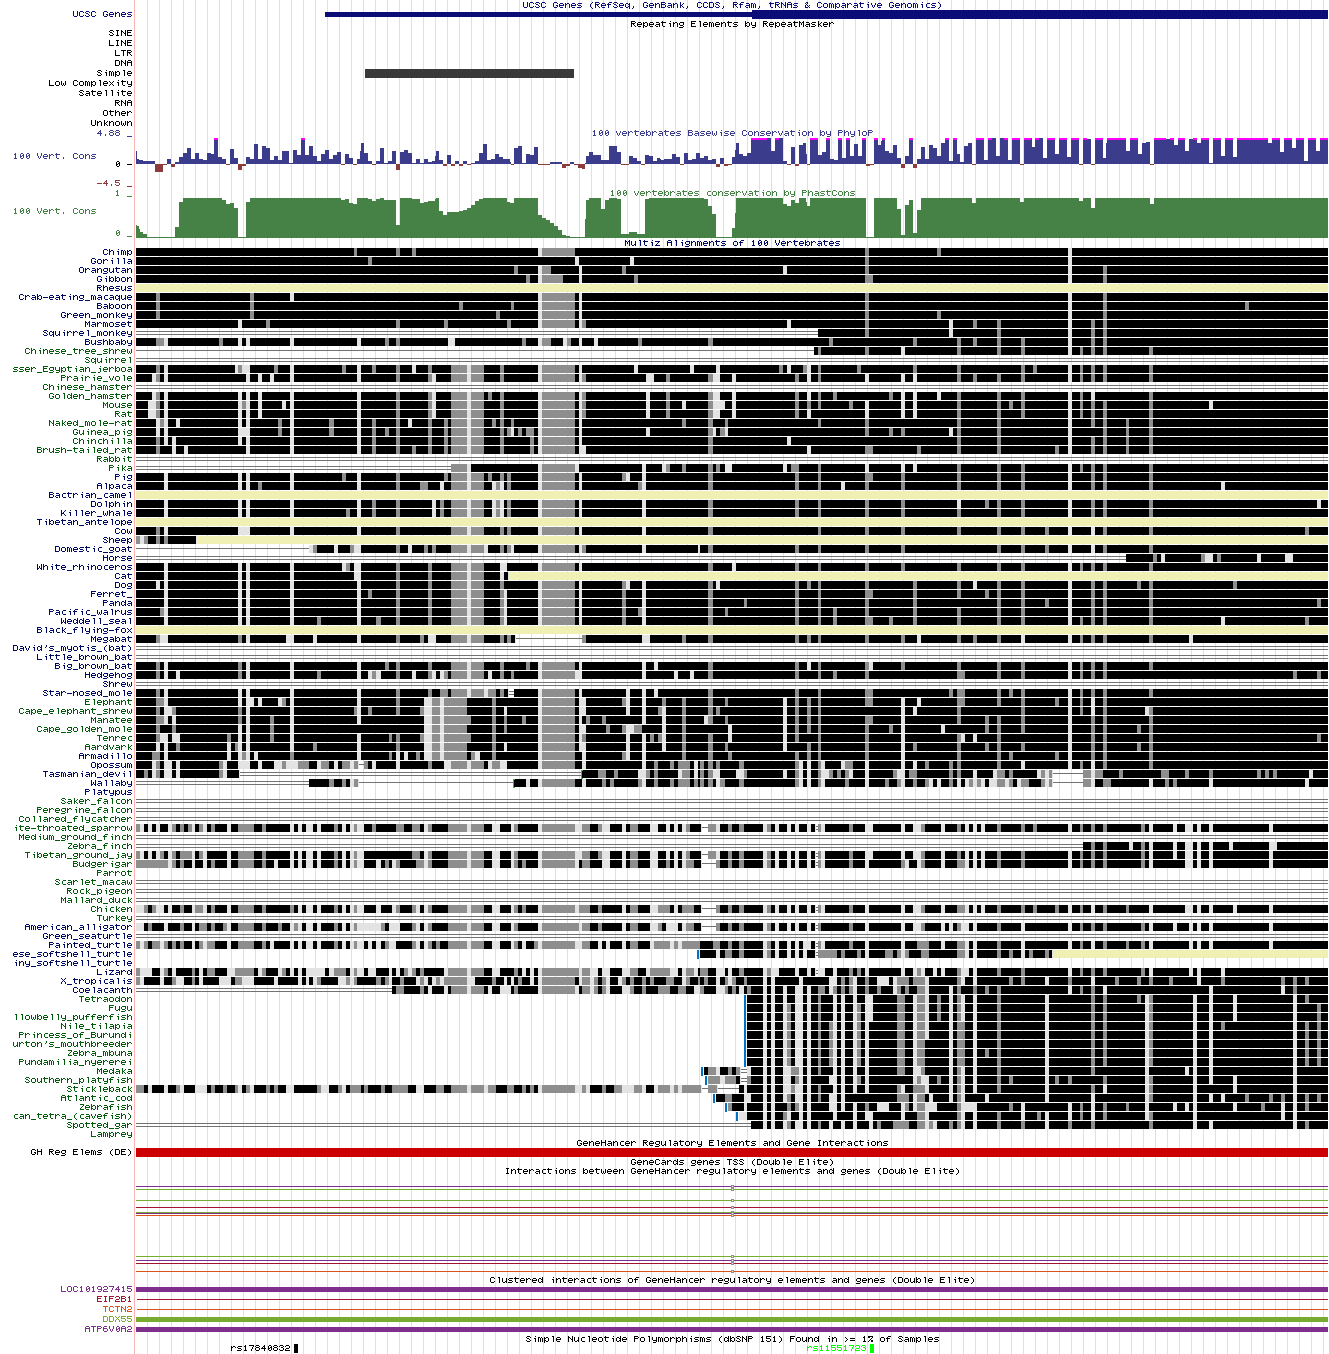 UCSC Genes (RefSeq, GenBank, CCDS, Rfam, tRNAs & Comparative Genomics)
UCSC Genes
Repeating Elements by RepeatMasker
SINE
LINE
LTR
DNA
Simple
Low Complexity
Satellite
RNA
Other
Unknown
100 vertebrates Basewise Conservation by PhyloP
4.88 _
100 Vert. Cons
0 _
-4.5 _
100 vertebrates conservation by PhastCons
1 _
100 Vert. Cons
0 _
Multiz Alignments of 100 Vertebrates
Chimp
Gorilla
Orangutan
Gibbon
Rhesus
Crab-eating_macaque
Baboon
Green_monkey
Marmoset
Squirrel_monkey
Bushbaby
Chinese_tree_shrew
Squirrel
sser_Egyptian_jerboa
Prairie_vole
Chinese_hamster
Golden_hamster
Mouse
Rat
Naked_mole-rat
Guinea_pig
Chinchilla
Brush-tailed_rat
Rabbit
Pika
Pig
Alpaca
Bactrian_camel
Dolphin
Killer_whale
Tibetan_antelope
Cow
Sheep
Domestic_goat
Horse
White_rhinoceros
Cat
Dog
Ferret_
Panda
Pacific_walrus
Weddell_seal
Black_flying-fox
Megabat
David's_myotis_(bat)
Little_brown_bat
Big_brown_bat
Hedgehog
Shrew
Star-nosed_mole
Elephant
Cape_elephant_shrew
Manatee
Cape_golden_mole
Tenrec
Aardvark
Armadillo
Opossum
Tasmanian_devil
Wallaby
Platypus
Saker_falcon
Peregrine_falcon
Collared_flycatcher
ite-throated_sparrow
Medium_ground_finch
Zebra_finch
Tibetan_ground_jay
Budgerigar
Parrot
Scarlet_macaw
Rock_pigeon
Mallard_duck
Chicken
Turkey
American_alligator
Green_seaturtle
Painted_turtle
ese_softshell_turtle
iny_softshell_turtle
Lizard
X_tropicalis
Coelacanth
Tetraodon
Fugu
llowbelly_pufferfish
Nile_tilapia
Princess_of_Burundi
urton's_mouthbreeder
Zebra_mbuna
Pundamilia_nyererei
Medaka
Southern_platyfish
Stickleback
Atlantic_cod
Zebrafish
can_tetra_(cavefish)
Spotted_gar
Lamprey
GeneHancer Regulatory Elements and Gene Interactions
GH Reg Elems (DE)
GeneCards genes TSS (Double Elite)
Interactions between GeneHancer regulatory elements and genes (Double Elite)
Clustered interactions of GeneHancer regulatory elements and genes (Double Elite)
LOC101927415
EIF2B1
TCTN2
DDX55
ATP6V0A2
Simple Nucleotide Polymorphisms (dbSNP 151) Found in >= 1% of Samples
rs17840832
rs11551723